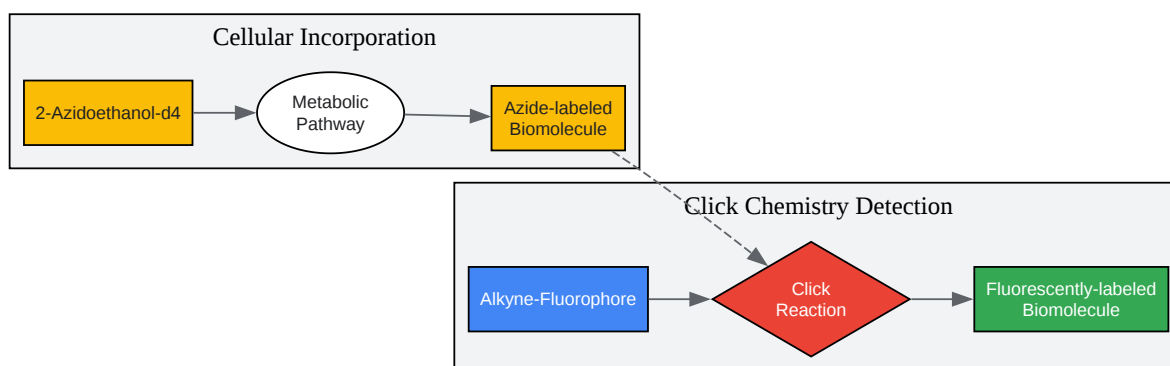 Cellular Incorporation
2-Azidoethanol-d4
Metabolic
Pathway
Azide-labeled
Biomolecule
Click Chemistry Detection
Alkyne-Fluorophore
Click
Reaction
Fluorescently-labeled
Biomolecule